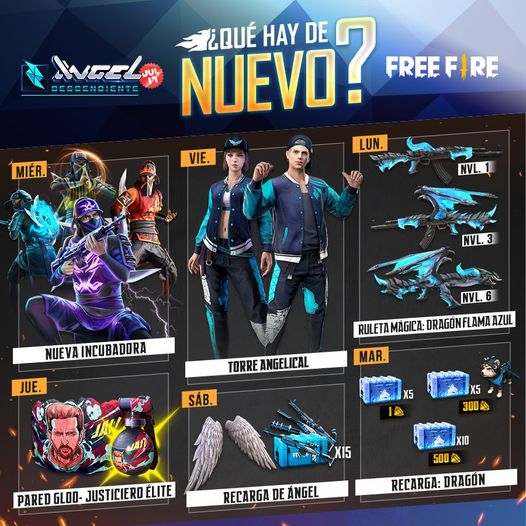 ANGEL
DESCENDIENTE
JUL
¿QUÉ HAY DE
NUEVO?
FREE FIRE
MIÉR.
NUEVA INCUBADORA
VIE.
TORRE ANGELICAL
LUN.
NVL. 1
NVL. 3
NVL. 6
RULETA MÁGICA: DRAGÓN FLAMA AZUL
JUE.
PARED GLOO- JUSTICIERO ÉLITE
SÁB.
X15
RECARGA DE ÁNGEL
MAR.
X5
1
X5
300
X10
500
RECARGA: DRAGÓN